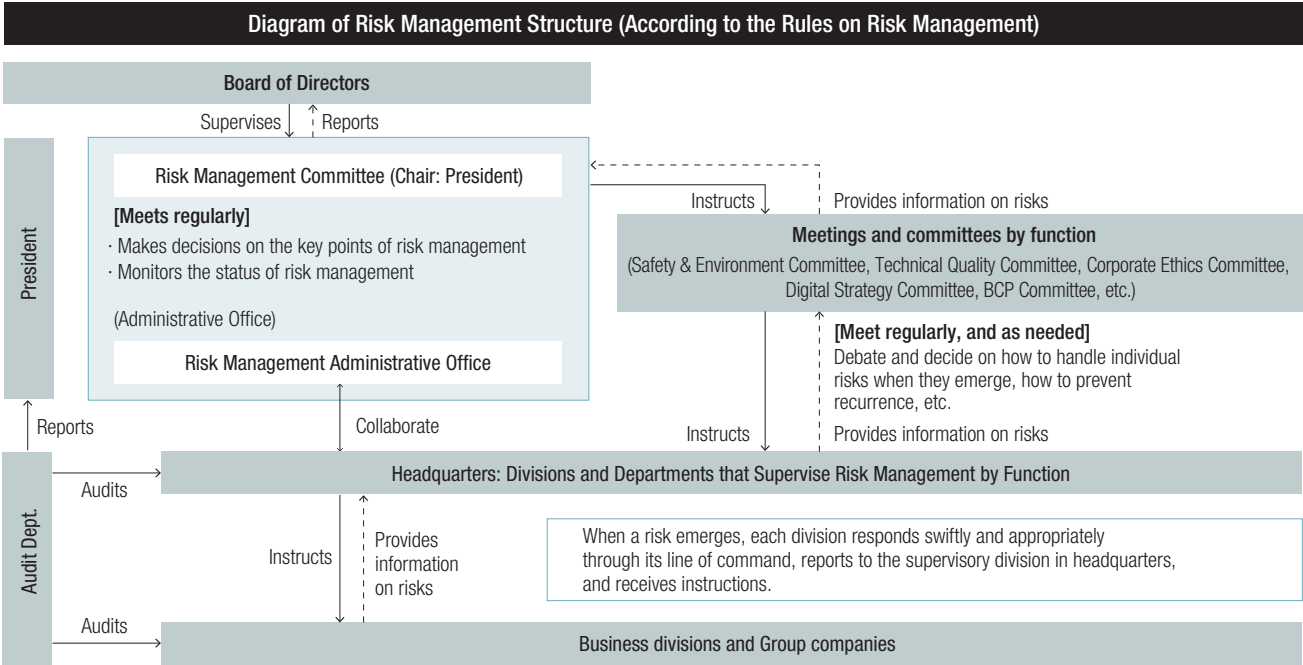 Diagram of Risk Management Structure (According to the Rules on Risk Management)
Board of Directors
Supervises
Reports
President
Risk Management Committee (Chair: President)
[Meets regularly]
· Makes decisions on the key points of risk management
· Monitors the status of risk management
(Administrative Office)
Risk Management Administrative Office
Instructs
Provides information on risks
Meetings and committees by function
(Safety & Environment Committee, Technical Quality Committee, Corporate Ethics Committee,
Digital Strategy Committee, BCP Committee, etc.)
[Meet regularly, and as needed]
Debate and decide on how to handle individual
risks when they emerge, how to prevent
recurrence, etc.
Reports
Collaborate
Instructs
Provides information on risks
Audit Dept.
Audits
Headquarters: Divisions and Departments that Supervise Risk Management by Function
Instructs
Provides
information
on risks
When a risk emerges, each division responds swiftly and appropriately
through its line of command, reports to the supervisory division in headquarters,
and receives instructions.
Audits
Business divisions and Group companies